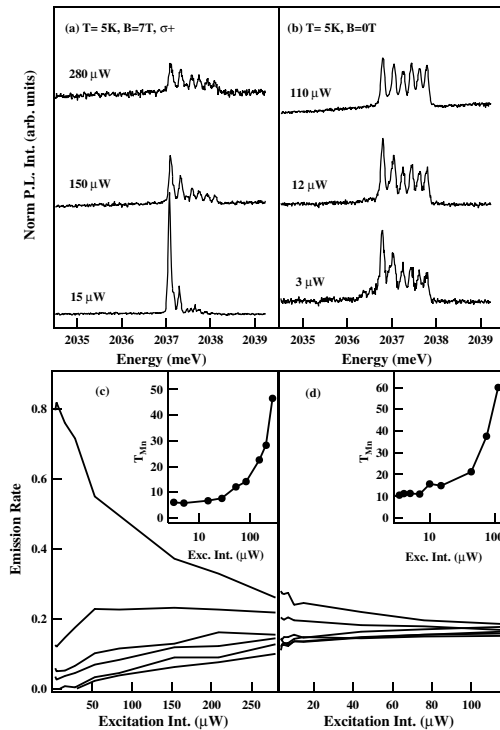 (a) T= 5K, B=7T, σ+
(b) T= 5K, B=0T
280 μW
150 μW
15 μW
110 μW
12 μW
3 μW
Norm P.L. Int. (arb. units)
2035 2036 2037 2038 2039
2035 2036 2037 2038 2039
Energy (meV)
Energy (meV)
(c)
(d)
Emission Rate
0.8
0.6
0.4
0.2
0.0
50 100 150 200 250
20 40 60 80 100
Excitation Int. (μW)
Excitation Int. (μW)
T_Mn
50
40
30
20
10
0
10 100
Exc. Int. (μW)
T_Mn
60
50
40
30
20
10
0
10 100
Exc. Int. (μW)